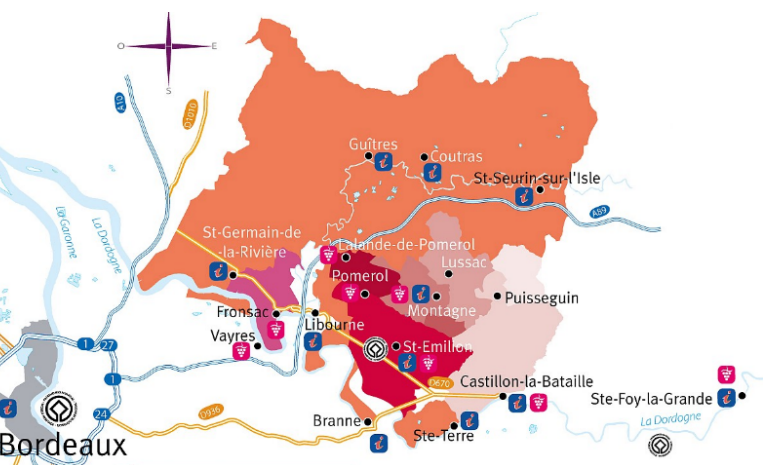 O
E
S
A10
D1010
Guîtres
Coutras
St-Seurin-sur-l'Isle
A89
La Garonne
La Dordogne
St-Germain-de
-la-Rivière
Lalande-de-Pomerol
Lussac
Pomerol
Montagne
Puisseguin
Fronsac
Libourne
Vayres
St-Emilion
1
27
1
24
D670
Castillon-la-Bataille
Ste-Foy-la-Grande
La Dordogne
D936
Branne
Ste-Terre
Bordeaux